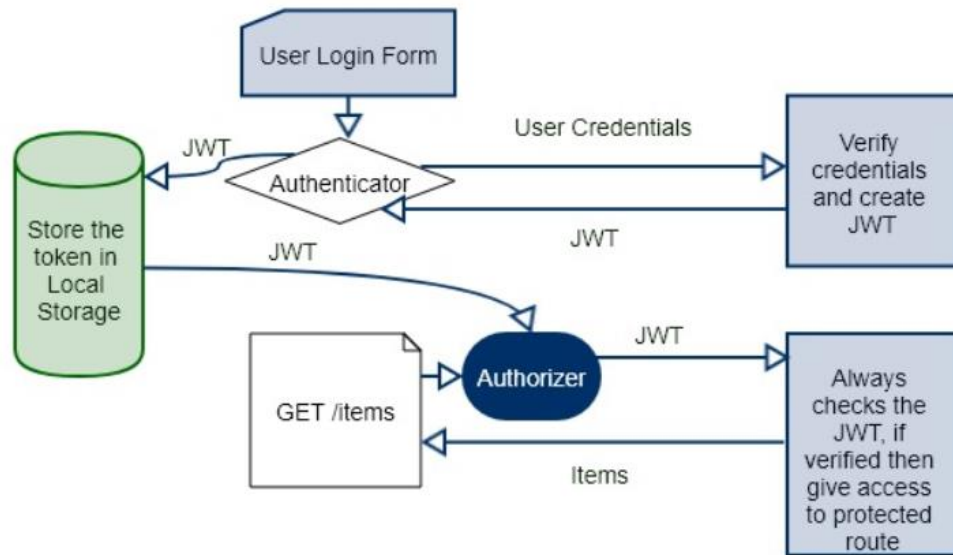 User Login Form
User Credentials
JWT
Authenticator
Verify
credentials
and create
JWT
JWT
Store the
token in
Local
Storage
JWT
GET /items
Authorizer
JWT
Items
Always
checks the
JWT, if
verified then
give access
to protected
route